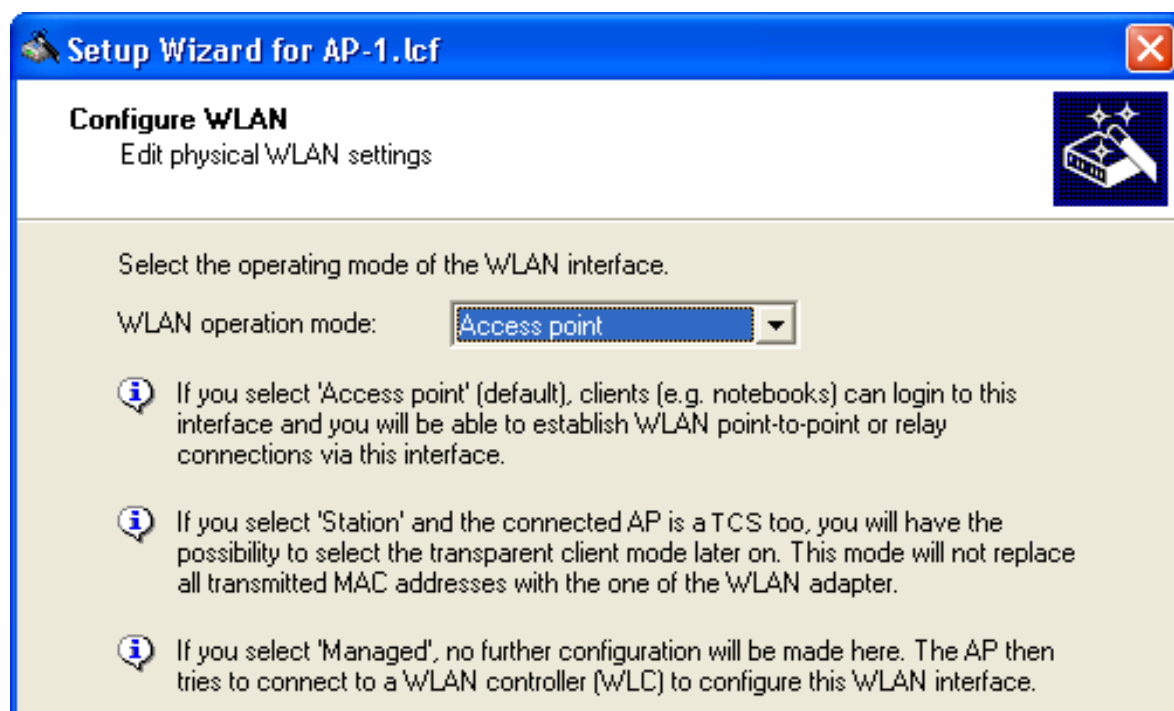 Setup Wizard for AP-1.lcf
Configure WLAN
Edit physical WLAN settings
Select the operating mode of the WLAN interface.
WLAN operation mode: Access point
If you select 'Access point' (default), clients (e.g. notebooks) can login to this
interface and you will be able to establish WLAN point-to-point or relay
connections via this interface.
If you select 'Station' and the connected AP is a TCS too, you will have the
possibility to select the transparent client mode later on. This mode will not replace
all transmitted MAC addresses with the one of the WLAN adapter.
If you select 'Managed', no further configuration will be made here. The AP then
tries to connect to a WLAN controller (WLC) to configure this WLAN interface.